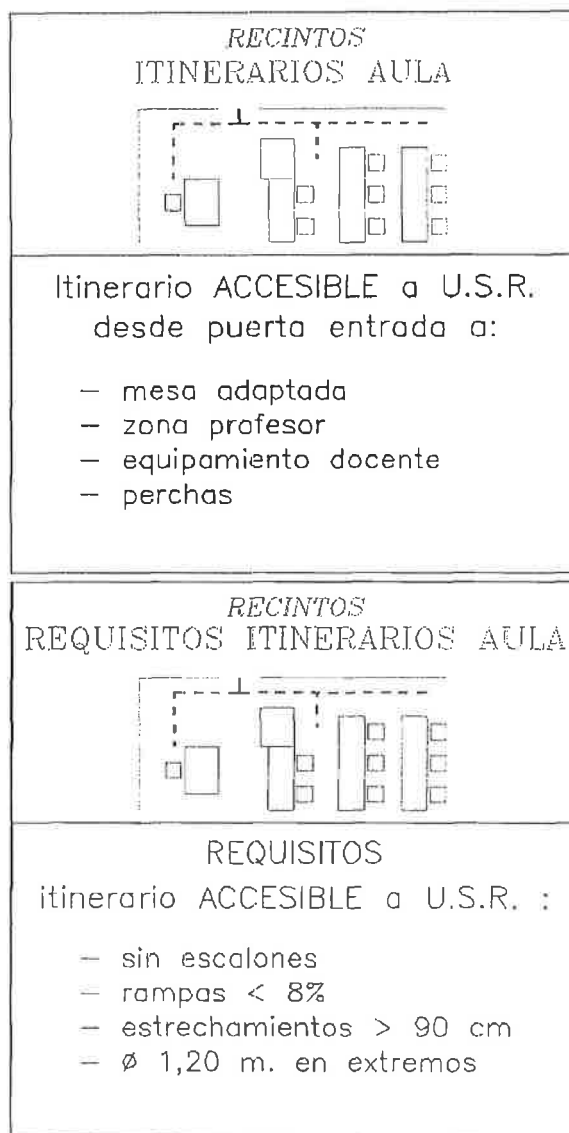 RECINTOS
ITINERARIOS AULA
Itinerario ACCESIBLE a U.S.R.
desde puerta entrada a:
— mesa adaptada
— zona profesor
— equipamiento docente
— perchas
RECINTOS
REQUISITOS ITINERARIOS AULA
REQUISITOS
itinerario ACCESIBLE a U.S.R. :
— sin escalones
— rampas < 8%
— estrechamientos > 90 cm
— ø 1,20 m. en extremos